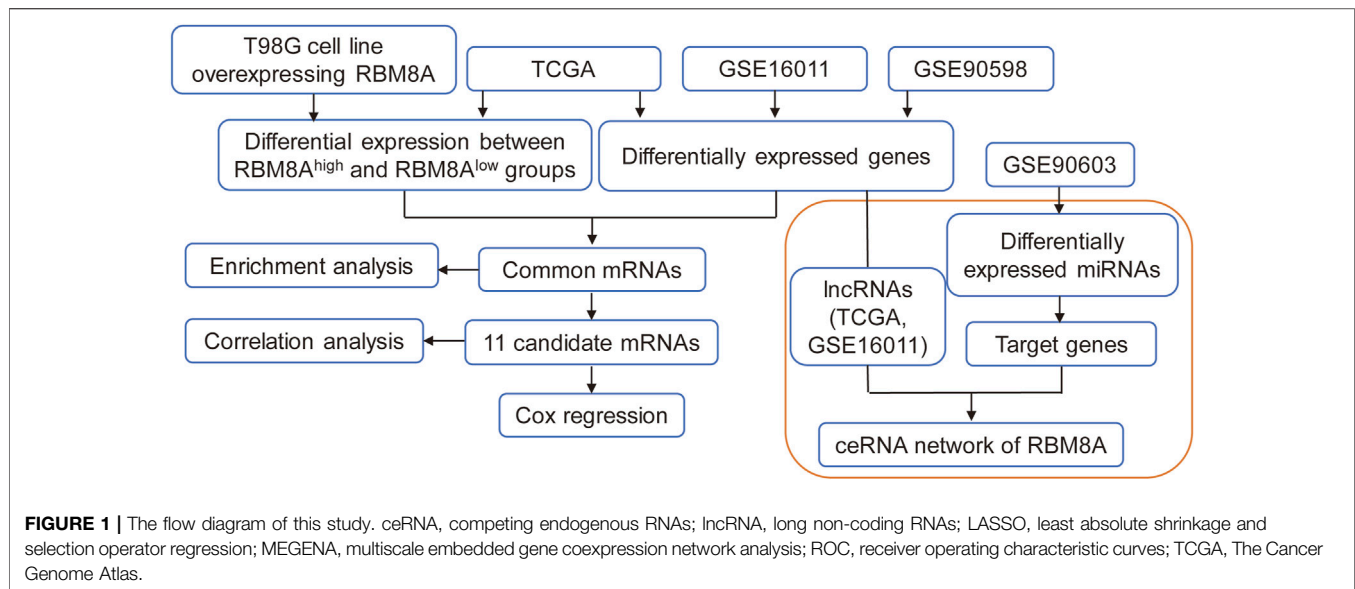 T98G cell line
overexpressing RBM8A
TCGA
GSE16011
GSE90598
Differential expression between
RBM8Ahigh and RBM8Alow groups
Differentially expressed genes
GSE90603
Enrichment analysis
Common mRNAs
lncRNAs
(TCGA,
GSE16011)
Differentially
expressed miRNAs
Correlation analysis
11 candidate mRNAs
Target genes
Cox regression
ceRNA network of RBM8A
FIGURE 1 | The flow diagram of this study. ceRNA, competing endogenous RNAs; lncRNA, long non-coding RNAs; LASSO, least absolute shrinkage and
selection operator regression; MEGENA, multiscale embedded gene coexpression network analysis; ROC, receiver operating characteristic curves; TCGA, The Cancer
Genome Atlas.